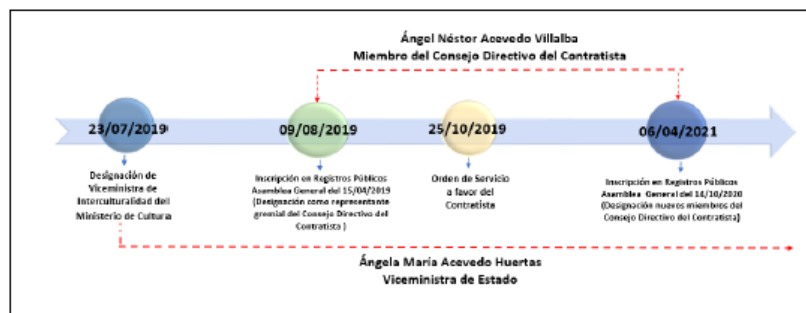 Ángel Néstor Acevedo Villalba
Miembro del Consejo Directivo del Contratista
23/07/2019
09/08/2019
25/10/2019
06/04/2021
Designación de
Viceministra de
Interculturalidad del
Ministerio de Cultura
Inscripción en Registros Públicos
Asamblea General del 15/04/2019
(Designación como representante
gremial del Consejo Directivo del
Contratista )
Orden de Servicio
a favor del
Contratista
Inscripción en Registros Públicos
Asamblea General del 14/10/2020
(Designación nuevos miembros del
Consejo Directivo del Contratista)
Ángela María Acevedo Huertas
Viceministra de Estado